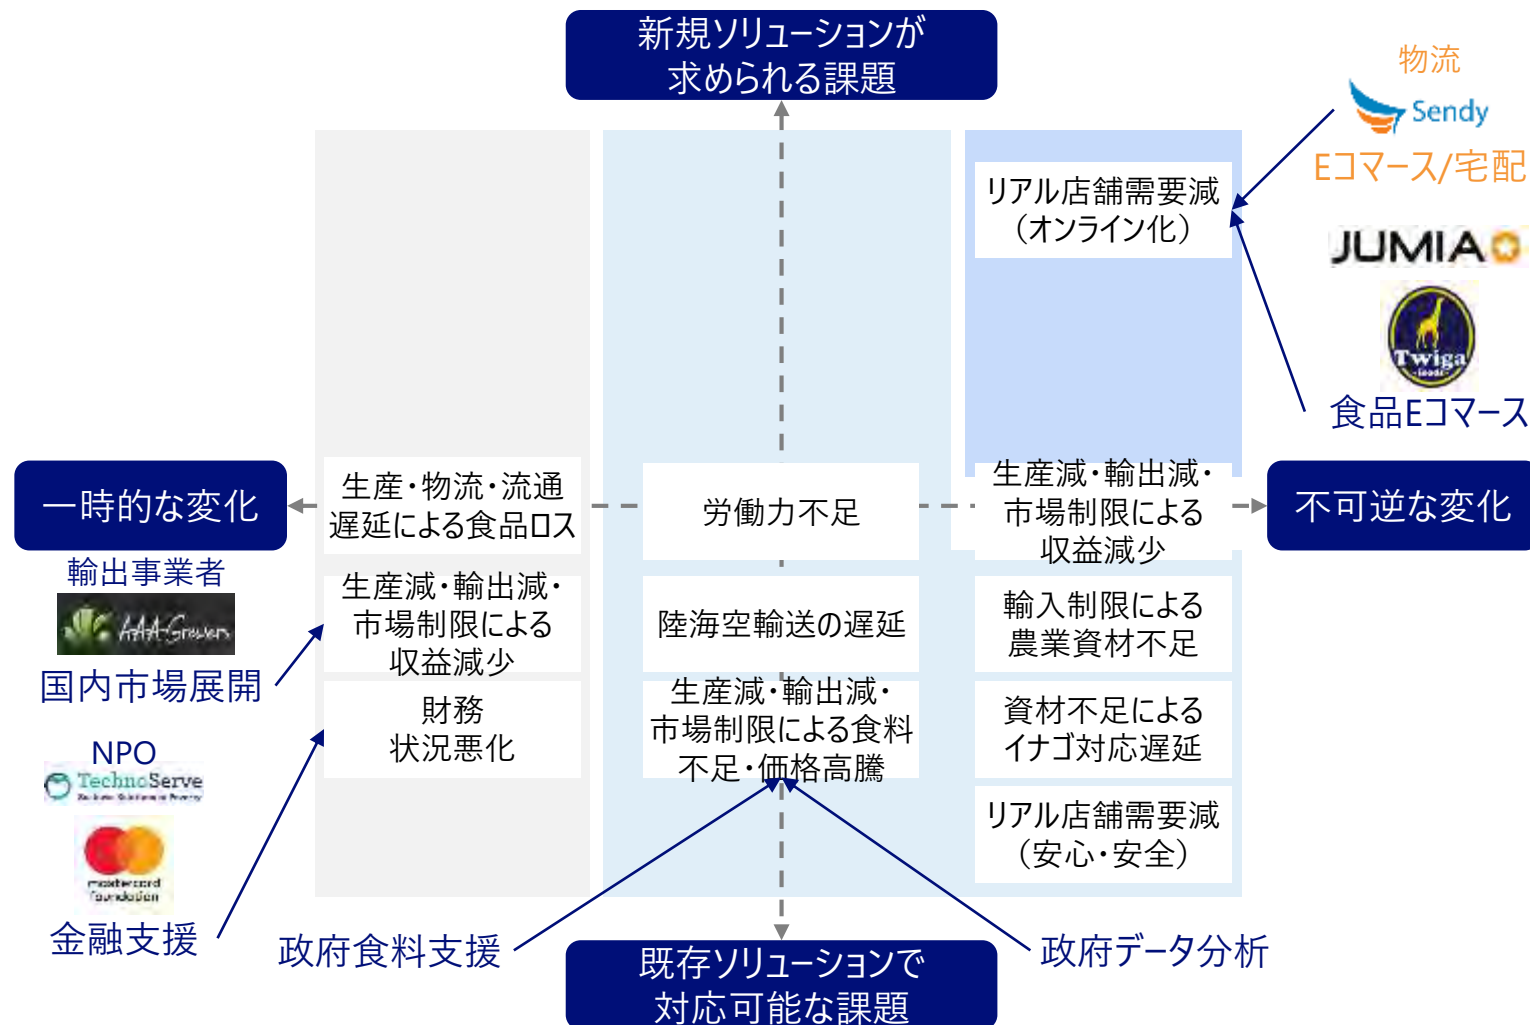 新規ソリューションが
求められる課題
物流
Sendy
Eコマース/宅配
リアル店舗需要減
（オンライン化）
JUMIA
Twiga
foods
食品Eコマース
一時的な変化
生産・物流・流通
遅延による食品ロス
労働力不足
生産減・輸出減・
市場制限による
収益減少
不可逆な変化
輸出事業者
AAA Growers
国内市場展開
生産減・輸出減・
市場制限による
収益減少
陸海空輸送の遅延
輸入制限による
農業資材不足
NPO
TechnoServe
Business Solutions to Poverty
mastercard
foundation
金融支援
財務
状況悪化
生産減・輸出減・
市場制限による食料
不足・価格高騰
資材不足による
イナゴ対応遅延
リアル店舗需要減
（安心・安全）
政府食料支援
政府データ分析
既存ソリューションで
対応可能な課題